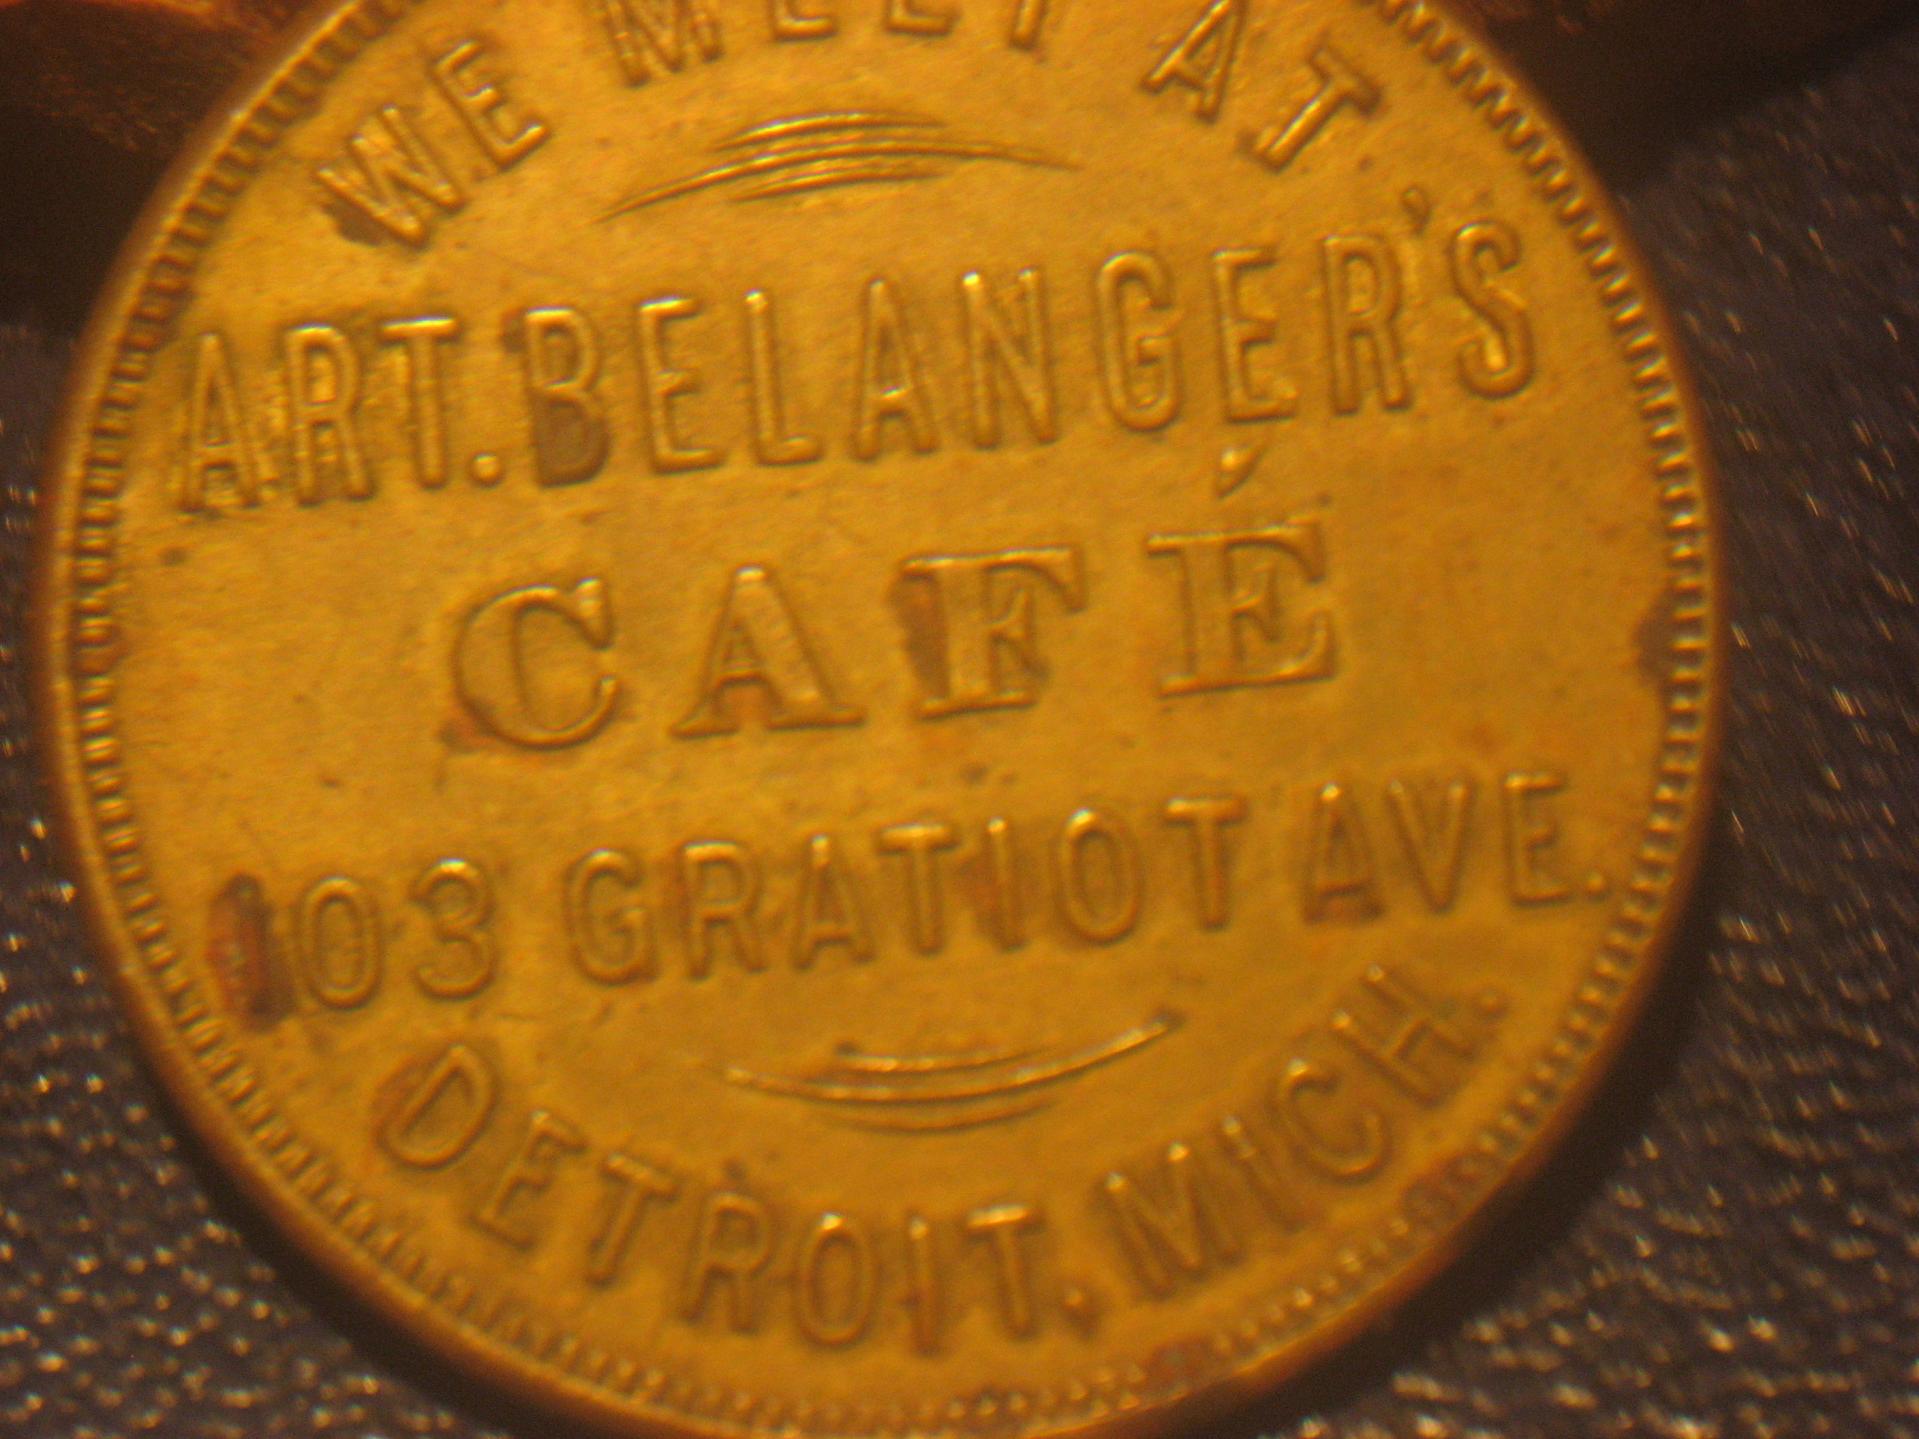 WE MEET AT
ART. BELANGER'S
CAFÉ
103 GRATIOT AVE.
DETROIT. MICH.